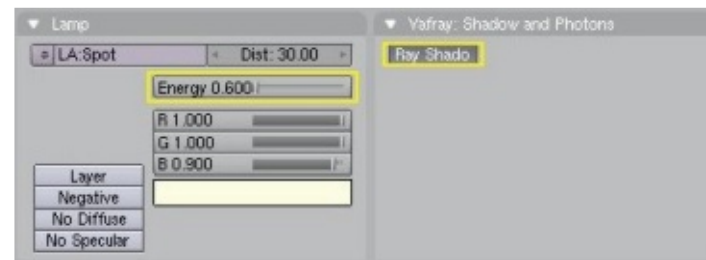 Lamp
LA:Spot
Dist: 30.00
Energy 0.600
R 1.000
G 1.000
B 0.900
Layer
Negative
No Diffuse
No Specular
Yafray: Shadow and Photons
Ray Shado